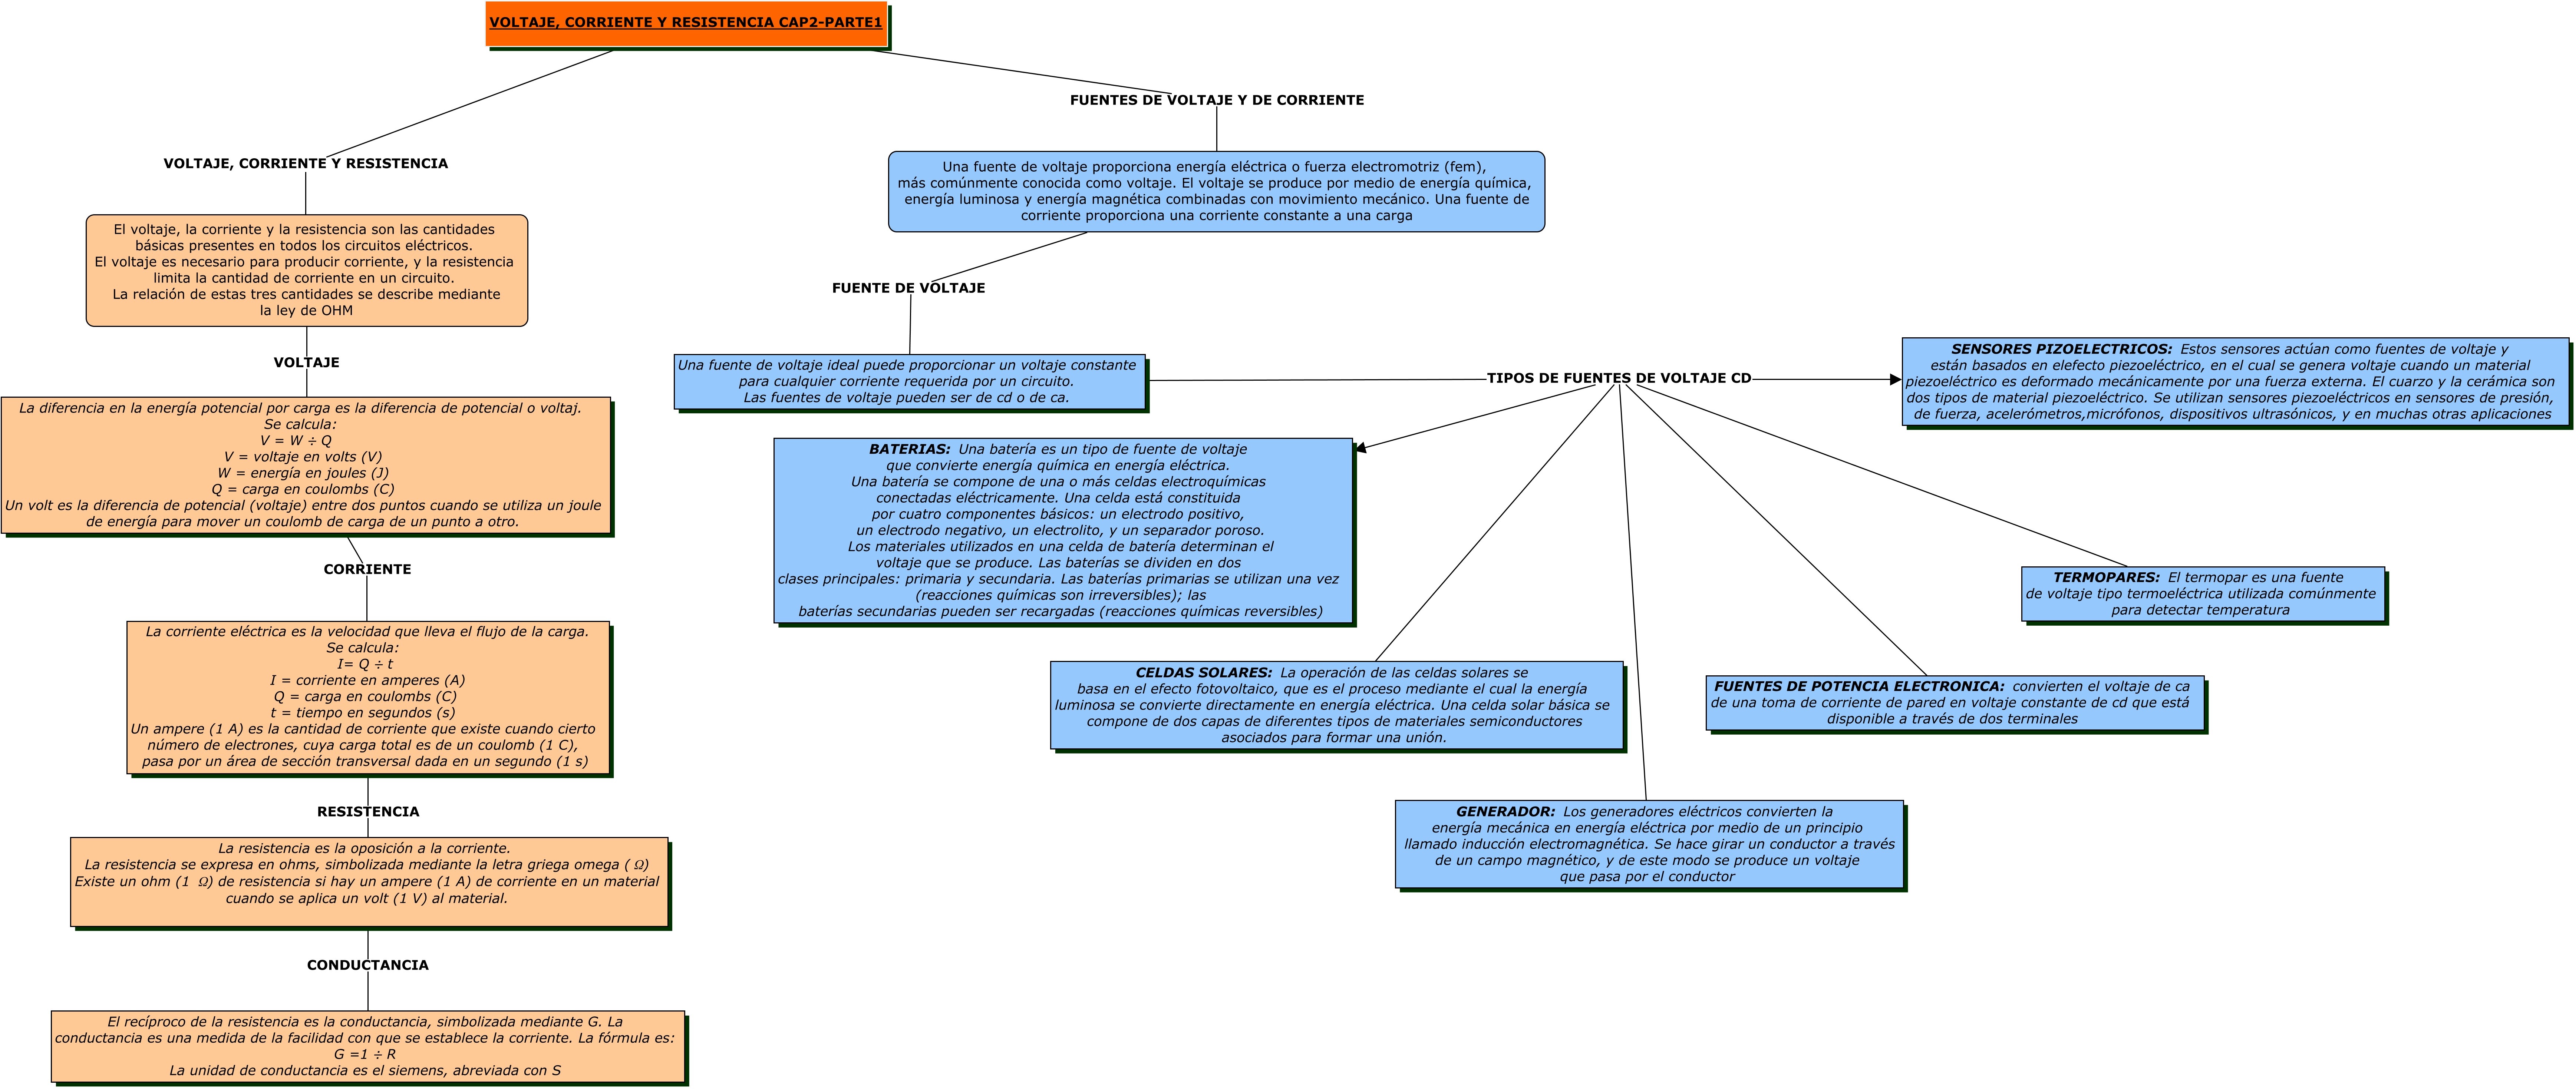 VOLTAJE, CORRIENTE Y RESISTENCIA CAP2-PARTE1
VOLTAJE, CORRIENTE Y RESISTENCIA
El voltaje, la corriente y la resistencia son las cantidades
básicas presentes en todos los circuitos eléctricos.
El voltaje es necesario para producir corriente, y la resistencia
limita la cantidad de corriente en un circuito.
La relación de estas tres cantidades se describe mediante
la ley de OHM
VOLTAJE
La diferencia en la energía potencial por carga es la diferencia de potencial o voltaj.
Se calcula:
V = W ÷ Q
V = voltaje en volts (V)
W = energía en joules (J)
Q = carga en coulombs (C)
Un volt es la diferencia de potencial (voltaje) entre dos puntos cuando se utiliza un joule
de energía para mover un coulomb de carga de un punto a otro.
CORRIENTE
La corriente eléctrica es la velocidad que lleva el flujo de la carga.
Se calcula:
I= Q ÷ t
I = corriente en amperes (A)
Q = carga en coulombs (C)
t = tiempo en segundos (s)
Un ampere (1 A) es la cantidad de corriente que existe cuando cierto
número de electrones, cuya carga total es de un coulomb (1 C),
pasa por un área de sección transversal dada en un segundo (1 s)
RESISTENCIA
La resistencia es la oposición a la corriente.
La resistencia se expresa en ohms, simbolizada mediante la letra griega omega ( Ω)
Existe un ohm (1 Ω) de resistencia si hay un ampere (1 A) de corriente en un material
cuando se aplica un volt (1 V) al material.
CONDUCTANCIA
El recíproco de la resistencia es la conductancia, simbolizada mediante G. La
conductancia es una medida de la facilidad con que se establece la corriente. La fórmula es:
G =1 ÷ R
La unidad de conductancia es el siemens, abreviada con S
FUENTES DE VOLTAJE Y DE CORRIENTE
Una fuente de voltaje proporciona energía eléctrica o fuerza electromotriz (fem),
más comúnmente conocida como voltaje. El voltaje se produce por medio de energía química,
energía luminosa y energía magnética combinadas con movimiento mecánico. Una fuente de
corriente proporciona una corriente constante a una carga
FUENTE DE VOLTAJE
Una fuente de voltaje ideal puede proporcionar un voltaje constante
para cualquier corriente requerida por un circuito.
Las fuentes de voltaje pueden ser de cd o de ca.
TIPOS DE FUENTES DE VOLTAJE CD
BATERIAS: Una batería es un tipo de fuente de voltaje
que convierte energía química en energía eléctrica.
Una batería se compone de una o más celdas electroquímicas
conectadas eléctricamente. Una celda está constituida
por cuatro componentes básicos: un electrodo positivo,
un electrodo negativo, un electrolito, y un separador poroso.
Los materiales utilizados en una celda de batería determinan el
voltaje que se produce. Las baterías se dividen en dos
clases principales: primaria y secundaria. Las baterías primarias se utilizan una vez
(reacciones químicas son irreversibles); las
baterías secundarias pueden ser recargadas (reacciones químicas reversibles)
CELDAS SOLARES: La operación de las celdas solares se
basa en el efecto fotovoltaico, que es el proceso mediante el cual la energía
luminosa se convierte directamente en energía eléctrica. Una celda solar básica se
compone de dos capas de diferentes tipos de materiales semiconductores
asociados para formar una unión.
GENERADOR: Los generadores eléctricos convierten la
energía mecánica en energía eléctrica por medio de un principio
llamado inducción electromagnética. Se hace girar un conductor a través
de un campo magnético, y de este modo se produce un voltaje
que pasa por el conductor
FUENTES DE POTENCIA ELECTRONICA: convierten el voltaje de ca
de una toma de corriente de pared en voltaje constante de cd que está
disponible a través de dos terminales
TERMOPARES: El termopar es una fuente
de voltaje tipo termoeléctrica utilizada comúnmente
para detectar temperatura
SENSORES PIZOELECTRICOS: Estos sensores actúan como fuentes de voltaje y
están basados en elefecto piezoeléctrico, en el cual se genera voltaje cuando un material
piezoeléctrico es deformado mecánicamente por una fuerza externa. El cuarzo y la cerámica son
dos tipos de material piezoeléctrico. Se utilizan sensores piezoeléctricos en sensores de presión,
de fuerza, acelerómetros,micrófonos, dispositivos ultrasónicos, y en muchas otras aplicaciones